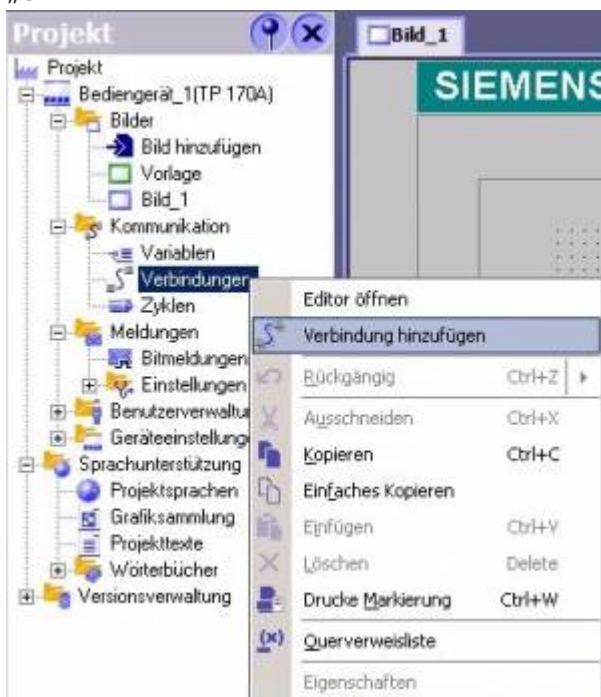 Projekt
Bild_1
Projekt
SIEMENS
Bediengerät_1(TP 170A)
Bilder
Bild hinzufügen
Vorlage
Bild_1
Kommunikation
Variablen
Verbindungen
Zyklen
Meldungen
Bitmeldungen
Einstellungen
Benutzerverwaltu
Geräteeinstellung
Sprachunterstützung
Projektsprachen
Grafiksammlung
Projekttexte
Wörterbücher
Versionsverwaltung
Editor öffnen
Verbindung hinzufügen
Rückgängig Ctrl+Z
Ausschneiden Ctrl+X
Kopieren Ctrl+C
Einfaches Kopieren
Einfügen Ctrl+V
Löschen Delete
Drucke Markierung Ctrl+W
Querverweisliste
Eigenschaften